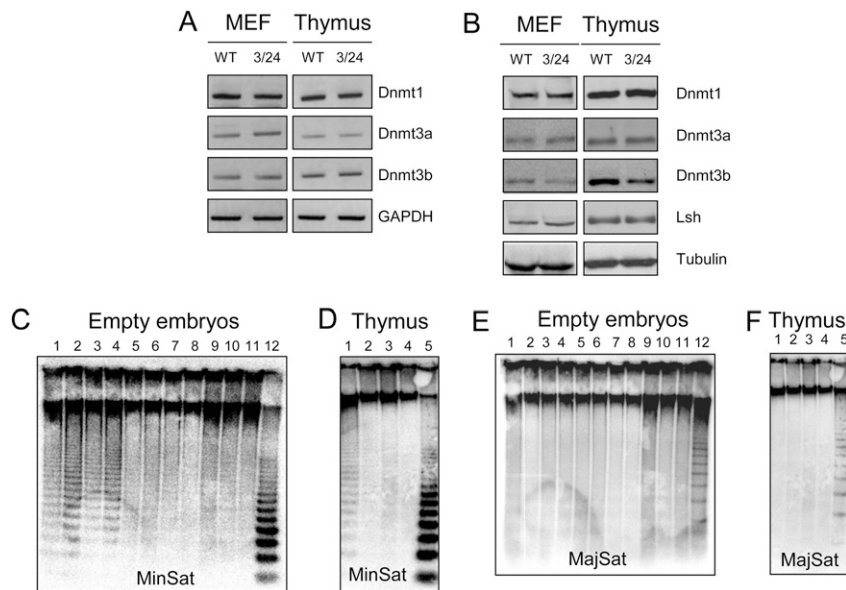 A
MEF Thymus
WT 3/24 WT 3/24
Dnmt1
Dnmt3a
Dnmt3b
GAPDH
B
MEF Thymus
WT 3/24 WT 3/24
Dnmt1
Dnmt3a
Dnmt3b
Lsh
Tubulin
C Empty embryos
1 2 3 4 5 6 7 8 9 10 11 12
MinSat
D Thymus
1 2 3 4 5
MinSat
E Empty embryos
1 2 3 4 5 6 7 8 9 10 11 12
MajSat
F Thymus
1 2 3 4 5
MajSat